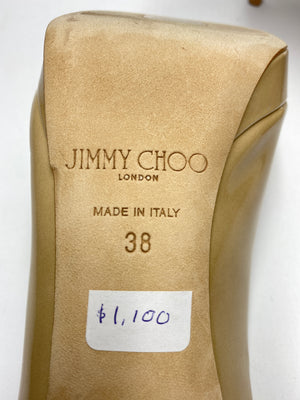 JIMMY CHOO
LONDON
MADE IN ITALY
38
$1,100